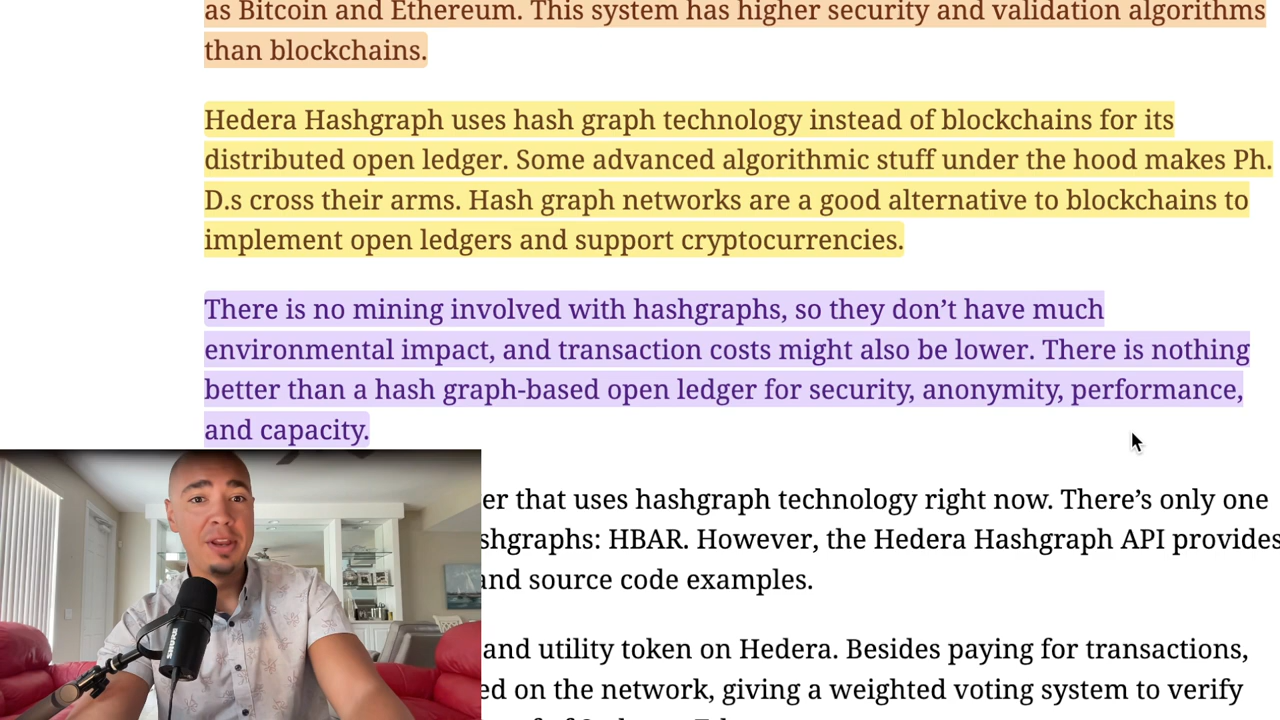 as Bitcoin and Ethereum. This system has higher security and validation algorithms
than blockchains.
Hedera Hashgraph uses hash graph technology instead of blockchains for its
distributed open ledger. Some advanced algorithmic stuff under the hood makes Ph.
D.s cross their arms. Hash graph networks are a good alternative to blockchains to
implement open ledgers and support cryptocurrencies.
There is no mining involved with hashgraphs, so they don’t have much
environmental impact, and transaction costs might also be lower. There is nothing
better than a hash graph-based open ledger for security, anonymity, performance,
and capacity.
er that uses hashgraph technology right now. There’s only one
shgraphs: HBAR. However, the Hedera Hashgraph API provides
and source code examples.
and utility token on Hedera. Besides paying for transactions,
ed on the network, giving a weighted voting system to verify
SHURE